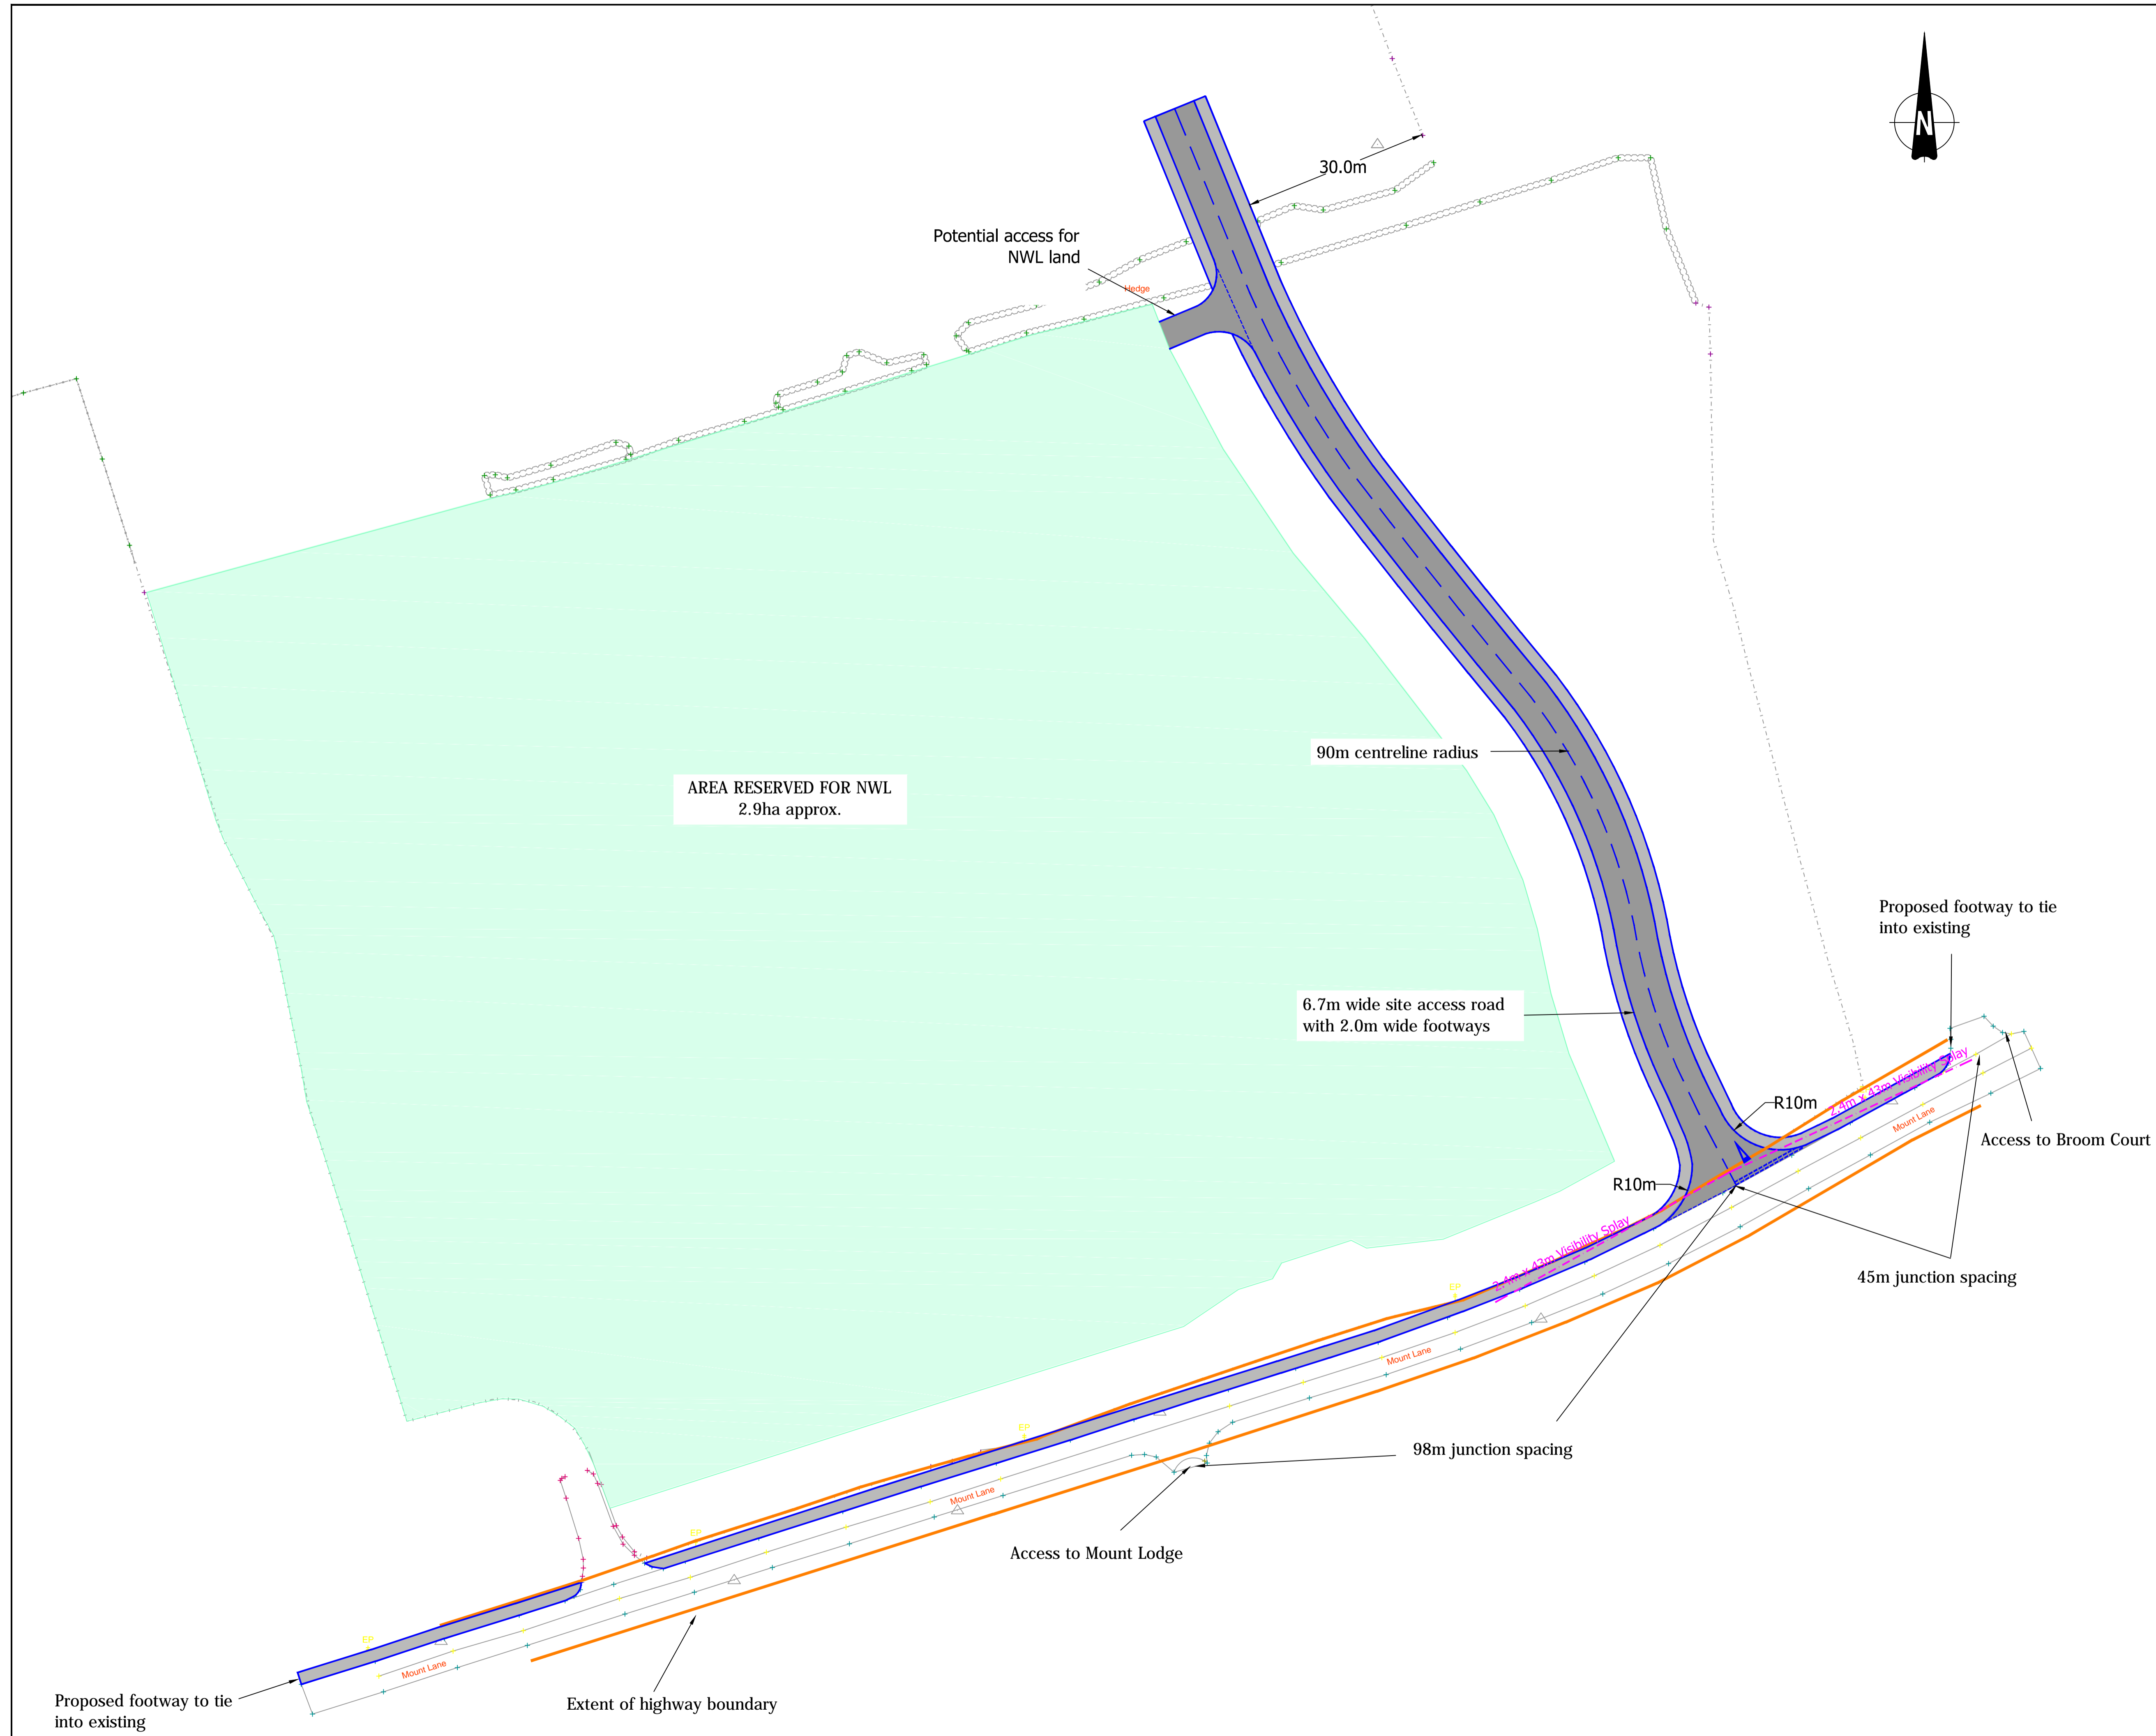 N
30.0m
Potential access for
NWL land
Hedge
90m centreline radius
AREA RESERVED FOR NWL
2.9ha approx.
Proposed footway to tie
into existing
6.7m wide site access road
with 2.0m wide footways
2.4m x 43m Visibility Splay
R10m
Mount Lane
Access to Broom Court
R10m
2.4m x 43m Visibility Splay
45m junction spacing
EP
Mount Lane
EP
98m junction spacing
Mount Lane
EP
Access to Mount Lodge
EP
Mount Lane
Proposed footway to tie
into existing
Extent of highway boundary